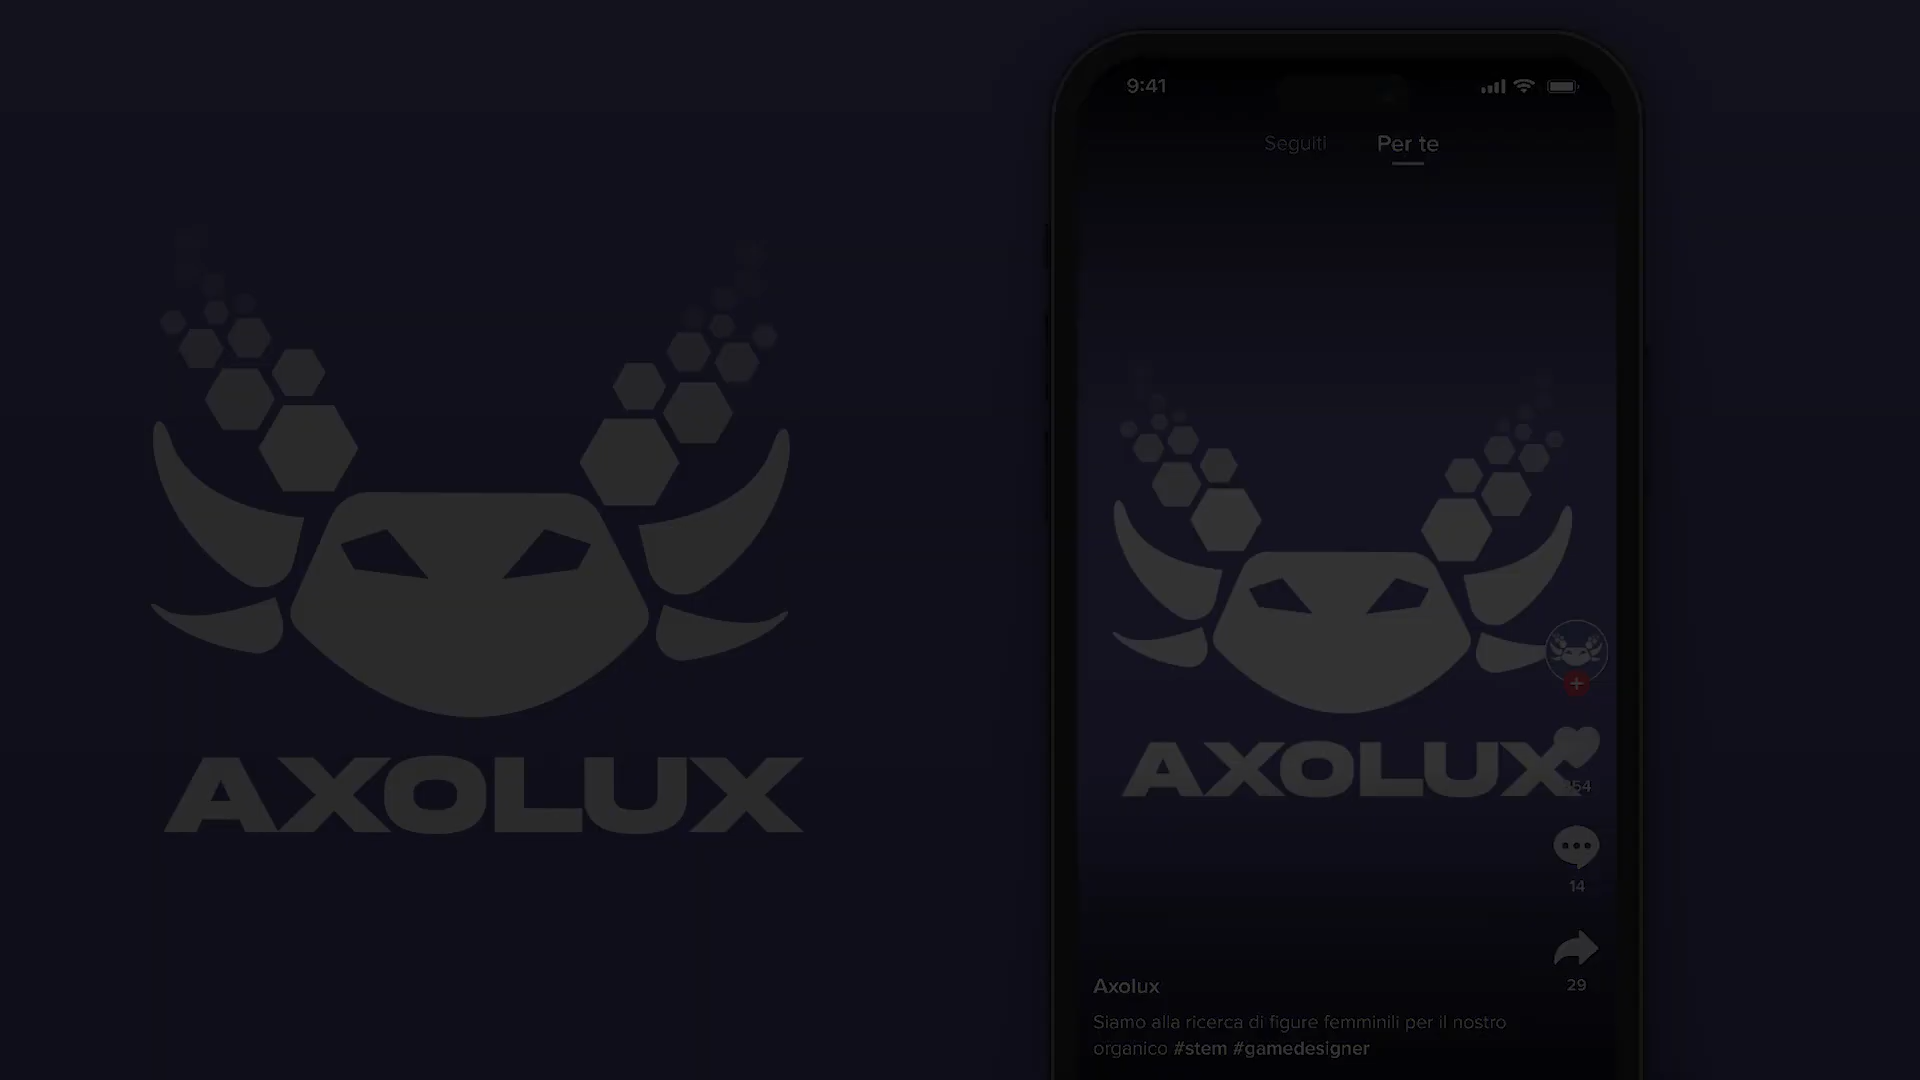 AXOLUX
9:41
Seguiti Per te
AXOLUX
354
14
29
Axolux
Siamo alla ricerca di figure femminili per il nostro
organico #stem #gamedesigner